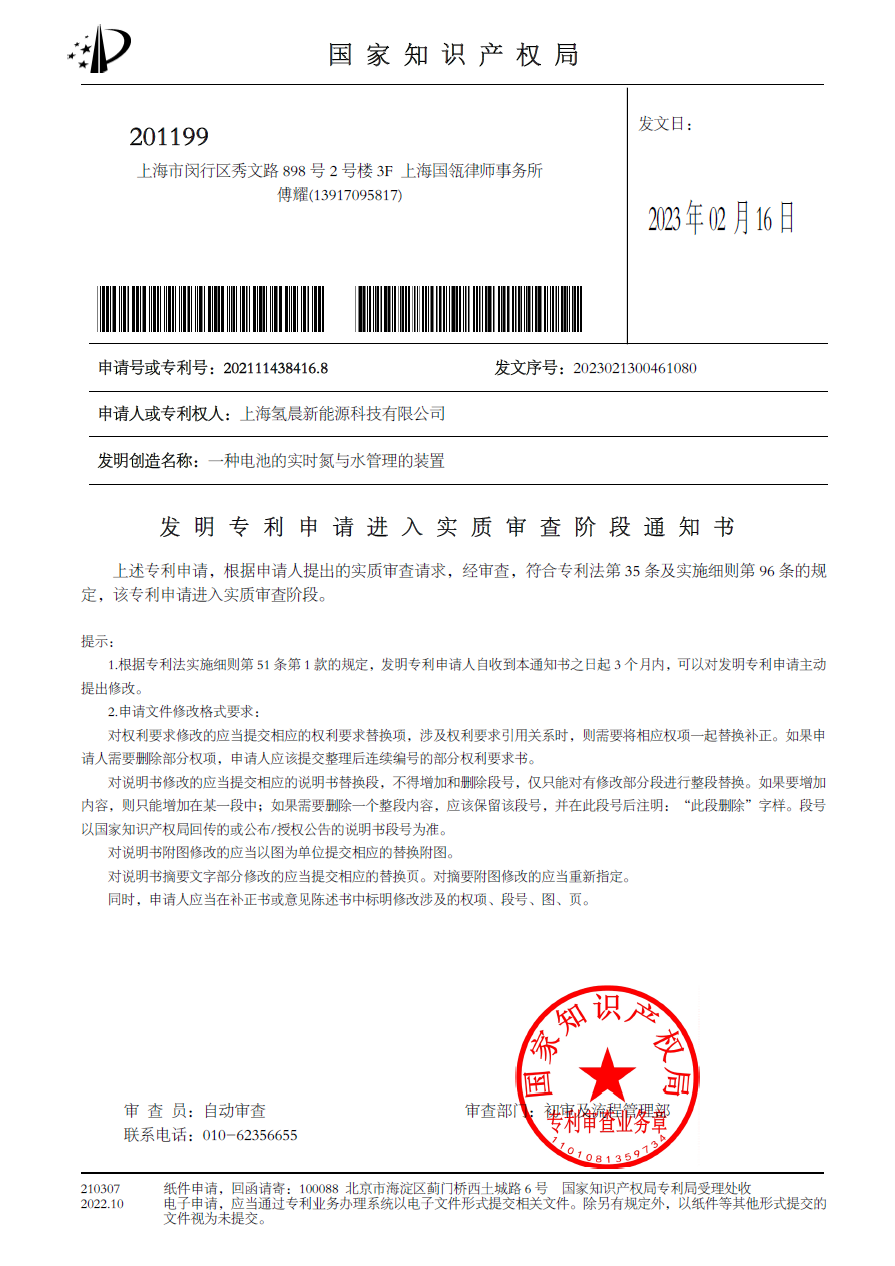 国家知识产权局
201199
上海市闵行区秀文路 898 号 2 号楼 3F 上海国瓴律师事务所
傅耀(13917095817)
发文日：
2023年02月16日
申请号或专利号：202111438416.8 发文序号：2023021300461080
申请人或专利权人：上海氢晨新能源科技有限公司
发明创造名称：一种电池的实时氮与水管理的装置
发明专利申请进入实质审查阶段通知书
上述专利申请，根据申请人提出的实质审查请求，经审查，符合专利法第 35 条及实施细则第 96 条的规
定，该专利申请进入实质审查阶段。
提示：
1.根据专利法实施细则第 51 条第 1 款的规定，发明专利申请人自收到本通知书之日起 3 个月内，可以对发明专利申请主动
提出修改。
2.申请文件修改格式要求：
对权利要求修改的应当提交相应的权利要求替换项，涉及权利要求引用关系时，则需要将相应权项一起替换补正。如果申
请人需要删除部分权项，申请人应该提交整理后连续编号的部分权利要求书。
对说明书修改的应当提交相应的说明书替换段，不得增加和删除段号，仅只能对有修改部分段进行整段替换。如果要增加
内容，则只能增加在某一段中；如果需要删除一个整段内容，应该保留该段号，并在此段号后注明：“此段删除”字样。段号
以国家知识产权局回传的或公布/授权公告的说明书段号为准。
对说明书附图修改的应当以图为单位提交相应的替换附图。
对说明书摘要文字部分修改的应当提交相应的替换页。对摘要附图修改的应当重新指定。
同时，申请人应当在补正书或意见陈述书中标明修改涉及的权项、段号、图、页。
国家知识产权局
审 查 员：自动审查 审查部门：初审及流程管理部
专利审查业务章
联系电话：010-62356655
1101081359734
210307 纸件申请，回函请寄：100088 北京市海淀区蓟门桥西土城路 6 号 国家知识产权局专利局受理处收
2022.10 电子申请，应当通过专利业务办理系统以电子文件形式提交相关文件。除另有规定外，以纸件等其他形式提交的
文件视为未提交。